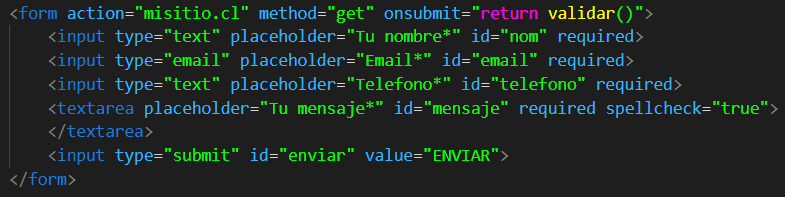 <form action="misitio.cl" method="get" onsubmit="return validar()">
<input type="text" placeholder="Tu nombre*" id="nom" required>
<input type="email" placeholder="Email*" id="email" required>
<input type="text" placeholder="Telefono*" id="telefono" required>
<textarea placeholder="Tu mensaje*" id="mensaje" required spellcheck="true">
</textarea>
<input type="submit" id="enviar" value="ENVIAR">
</form>